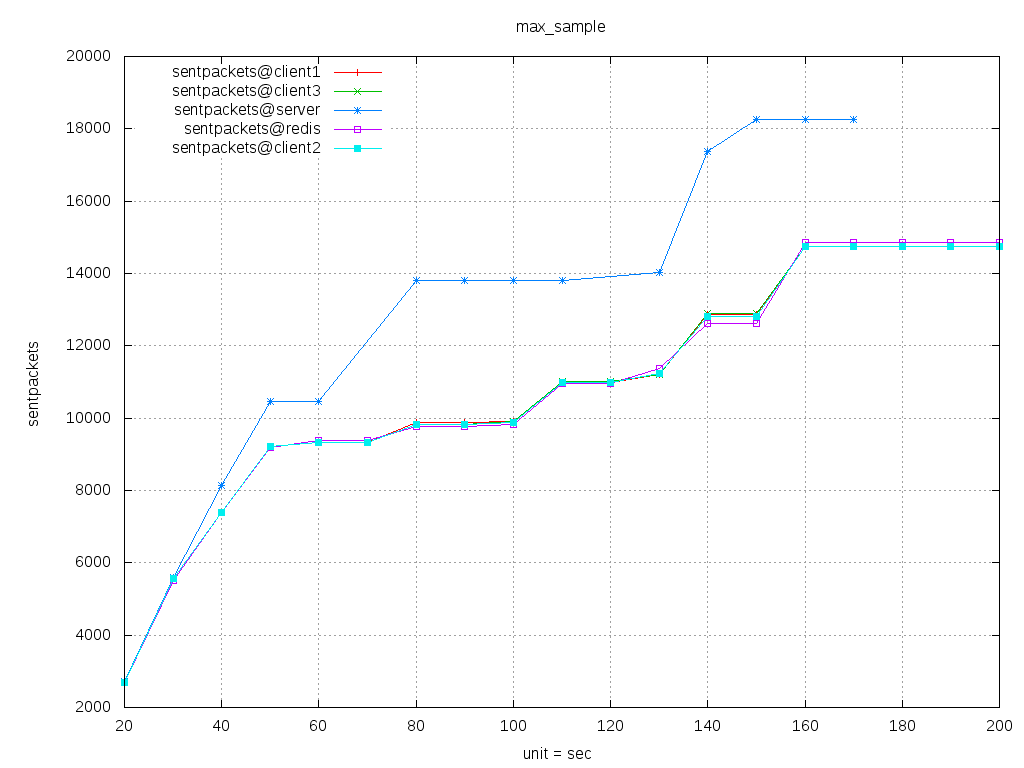 max_sample
20000
18000
16000
14000
12000
10000
8000
6000
4000
2000
sentpackets
sentpackets@client1
sentpackets@client3
sentpackets@server
sentpackets@redis
sentpackets@client2
20 40 60 80 100 120 140 160 180 200
unit = sec